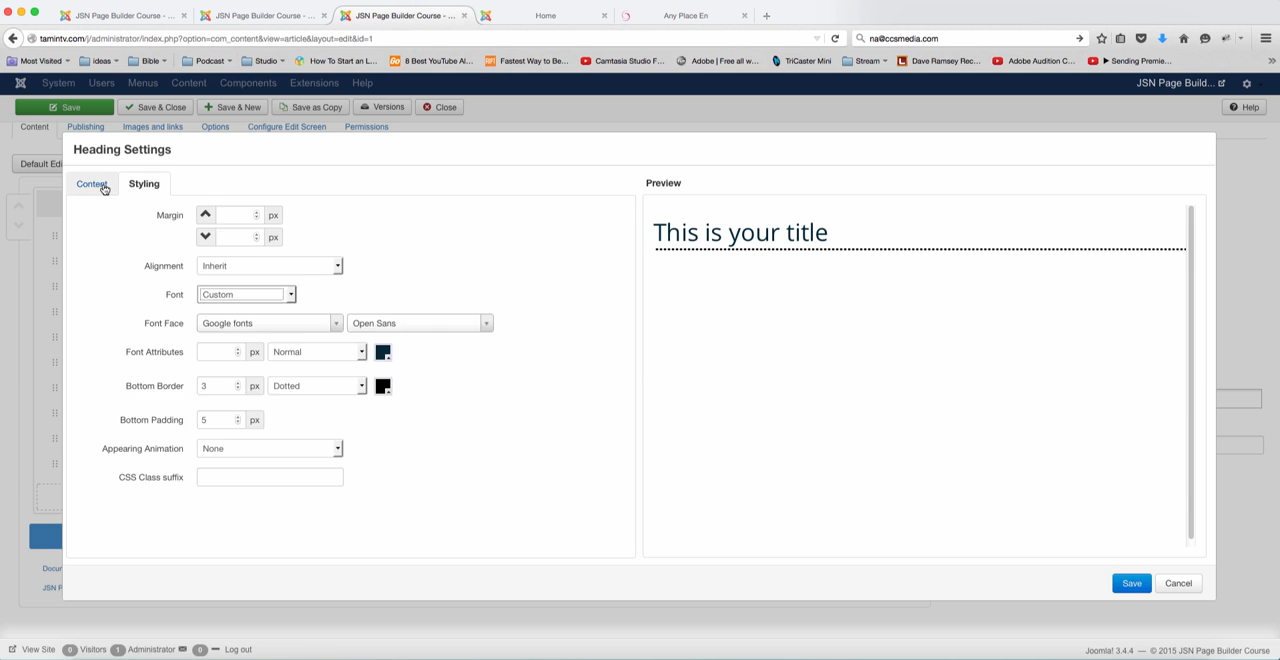 JSN Page Builder Course - ... JSN Page Builder Course - ... JSN Page Builder Course - ... Home Any Place En
tamintv.com/j/administrator/index.php?option=com_content&view=article&layout=edit&id=1 na@ccsmedia.com
Most Visited ideas Bible Podcast Studio How To Start an L... 8 Best YouTube Al... Fastest Way to Be... Camtasia Studio F... Adobe | Free all w... TriCaster Mini Stream Dave Ramsey Rec... Adobe Audition C... Sending Premie...
System Users Menus Content Components Extensions Help JSN Page Build...
Save Save & Close Save & New Save as Copy Versions Close Help
Content Publishing Images and links Options Configure Edit Screen Permissions
Heading Settings
Default Edi
Content Styling Preview
Margin px
px
This is your title
Alignment Inherit
Font Custom
Font Face Google fonts Open Sans
Font Attributes px Normal
Bottom Border 3 px Dotted
Bottom Padding 5 px
Appearing Animation None
CSS Class suffix
Docum
JSN P
Save Cancel
View Site 0 Visitors 1 Administrator 0 Log out Joomla! 3.4.4 — © 2015 JSN Page Builder Course